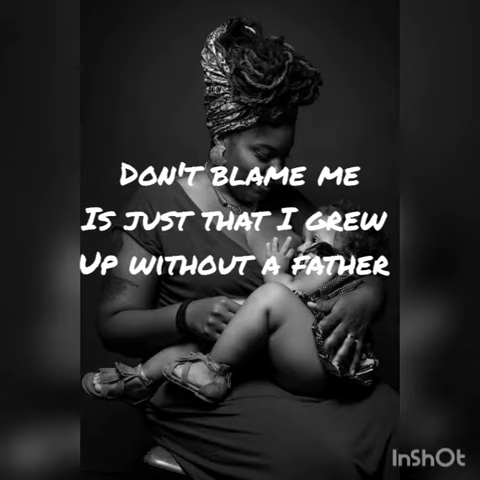 Don't blame me
Is just that I grew
Up without a father
InShOt